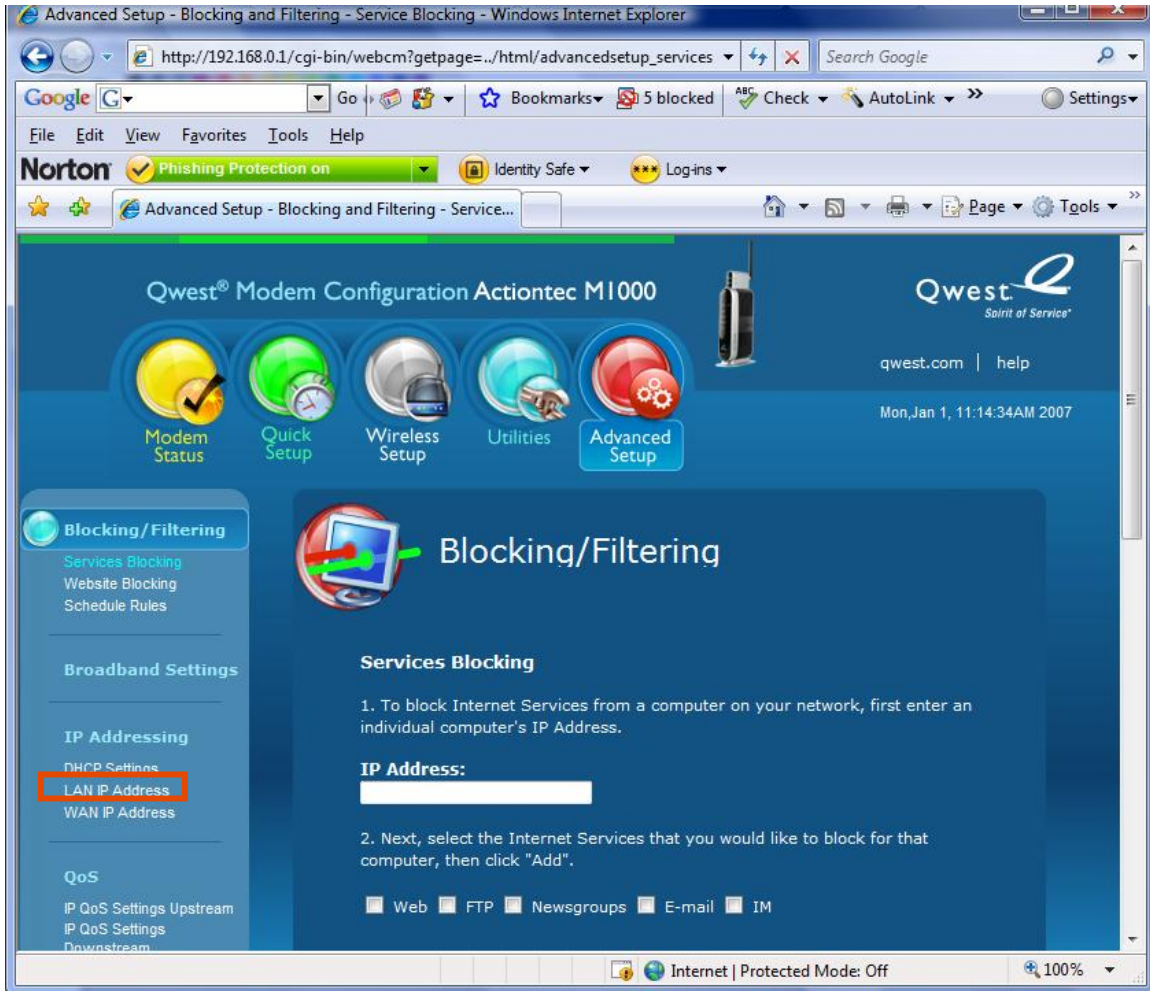 Advanced Setup - Blocking and Filtering - Service Blocking - Windows Internet Explorer
http://192.168.0.1/cgi-bin/webcm?getpage=../html/advancedsetup_services
Search Google
Google G Go Bookmarks 5 blocked ABC Check AutoLink >> Settings
File Edit View Favorites Tools Help
Norton Phishing Protection on Identity Safe *** Log-ins
Advanced Setup - Blocking and Filtering - Service... Page Tools >>
Qwest® Modem Configuration Actiontec M1000
Qwest
Spirit of Service
qwest.com | help
Mon,Jan 1, 11:14:34AM 2007
Modem Status
Quick Setup
Wireless Setup
Utilities
Advanced Setup
Blocking/Filtering
Services Blocking
Website Blocking
Schedule Rules
Broadband Settings
IP Addressing
DHCP Settings
LAN IP Address
WAN IP Address
QoS
IP QoS Settings Upstream
IP QoS Settings
Downstream
Blocking/Filtering
Services Blocking
1. To block Internet Services from a computer on your network, first enter an
individual computer's IP Address.
IP Address:
2. Next, select the Internet Services that you would like to block for that
computer, then click "Add".
Web FTP Newsgroups E-mail IM
Internet | Protected Mode: Off
100%